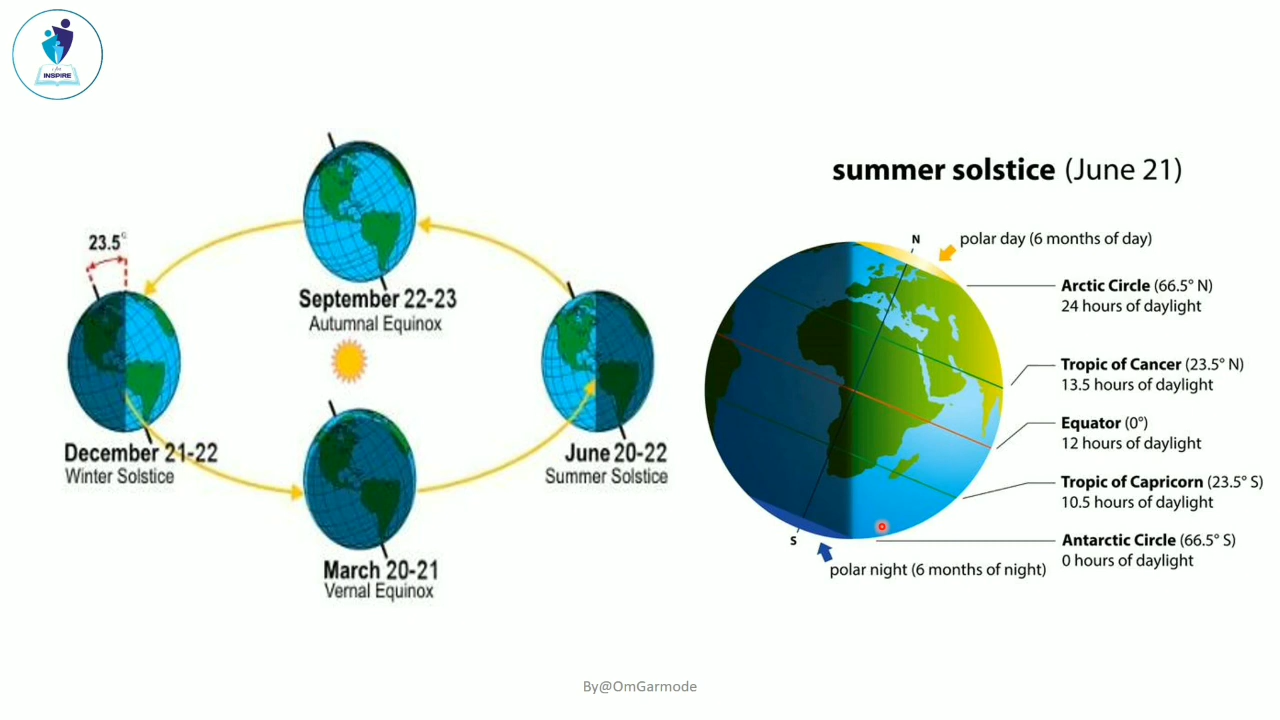 INSPIRE
23.5°
September 22-23
Autumnal Equinox
December 21-22
Winter Solstice
June 20-22
Summer Solstice
March 20-21
Vernal Equinox
summer solstice (June 21)
N
polar day (6 months of day)
Arctic Circle (66.5° N)
24 hours of daylight
Tropic of Cancer (23.5° N)
13.5 hours of daylight
Equator (0°)
12 hours of daylight
Tropic of Capricorn (23.5° S)
10.5 hours of daylight
Antarctic Circle (66.5° S)
0 hours of daylight
S
polar night (6 months of night)
By@OmGarmode